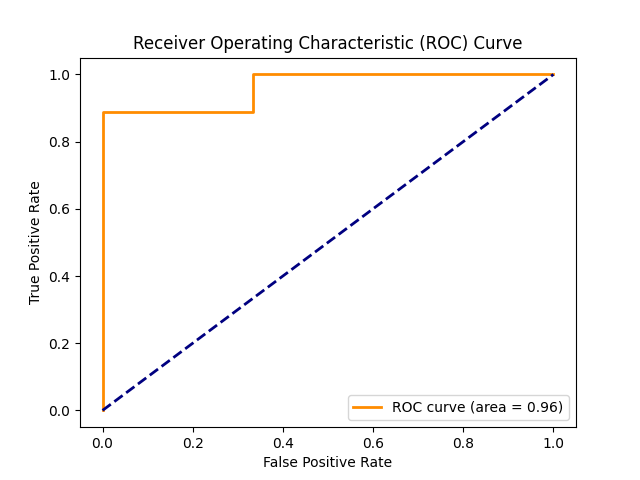 Receiver Operating Characteristic (ROC) Curve
1.0
0.8
0.6
0.4
0.2
0.0
True Positive Rate
0.0 0.2 0.4 0.6 0.8 1.0
False Positive Rate
ROC curve (area = 0.96)